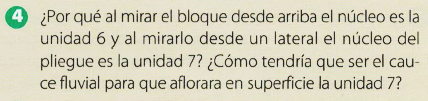 4 ¿Por qué al mirar el bloque desde arriba el núcleo es la
unidad 6 y al mirarlo desde un lateral el núcleo del
pliegue es la unidad 7? ¿Cómo tendría que ser el cau-
ce fluvial para que aflorara en superficie la unidad 7?